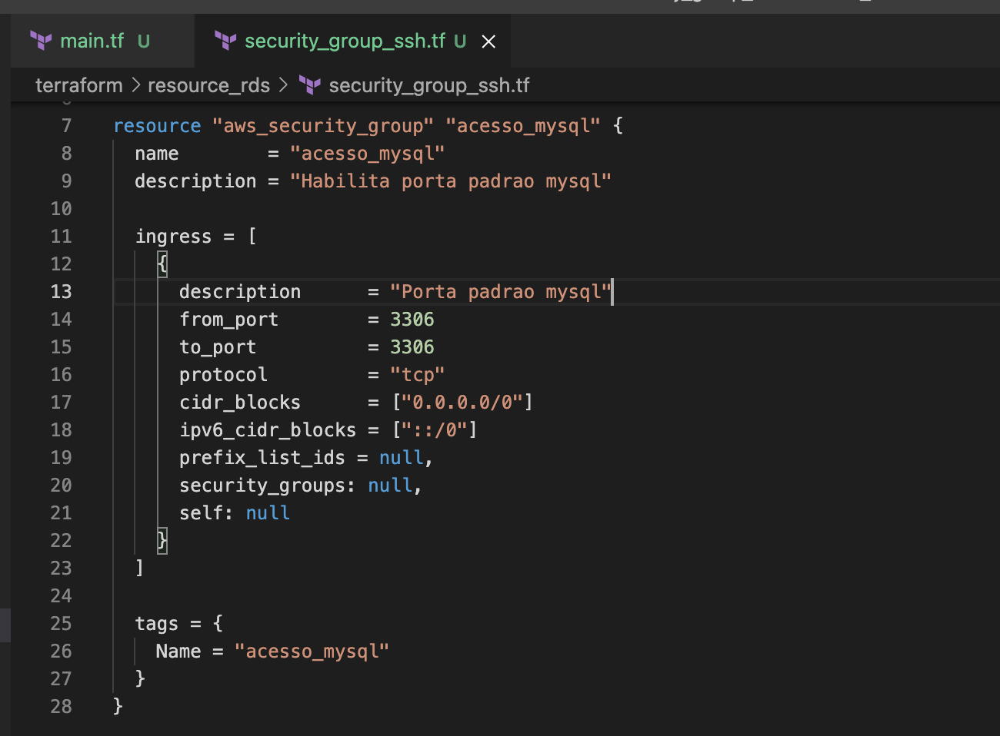 main.tf U security_group_ssh.tf U
terraform > resource_rds > security_group_ssh.tf
7 resource "aws_security_group" "acesso_mysql" {
8 name = "acesso_mysql"
9 description = "Habilita porta padrao mysql"
10
11 ingress = [
12 {
13 description = "Porta padrao mysql"
14 from_port = 3306
15 to_port = 3306
16 protocol = "tcp"
17 cidr_blocks = ["0.0.0.0/0"]
18 ipv6_cidr_blocks = ["::/0"]
19 prefix_list_ids = null,
20 security_groups: null,
21 self: null
22 }
23 ]
24
25 tags = {
26 Name = "acesso_mysql"
27 }
28 }